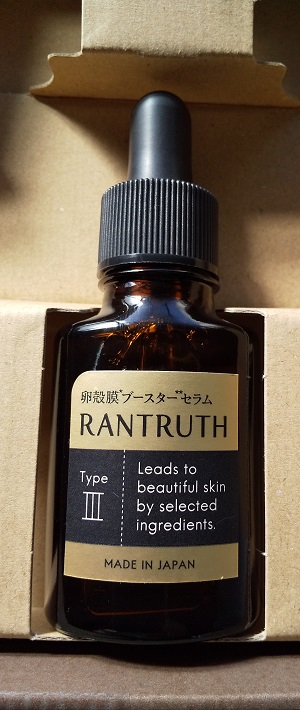 卵殻膜*ブースター**セラム
RANTRUTH
Type
III
Leads to
beautiful skin
by selected
ingredients.
MADE IN JAPAN